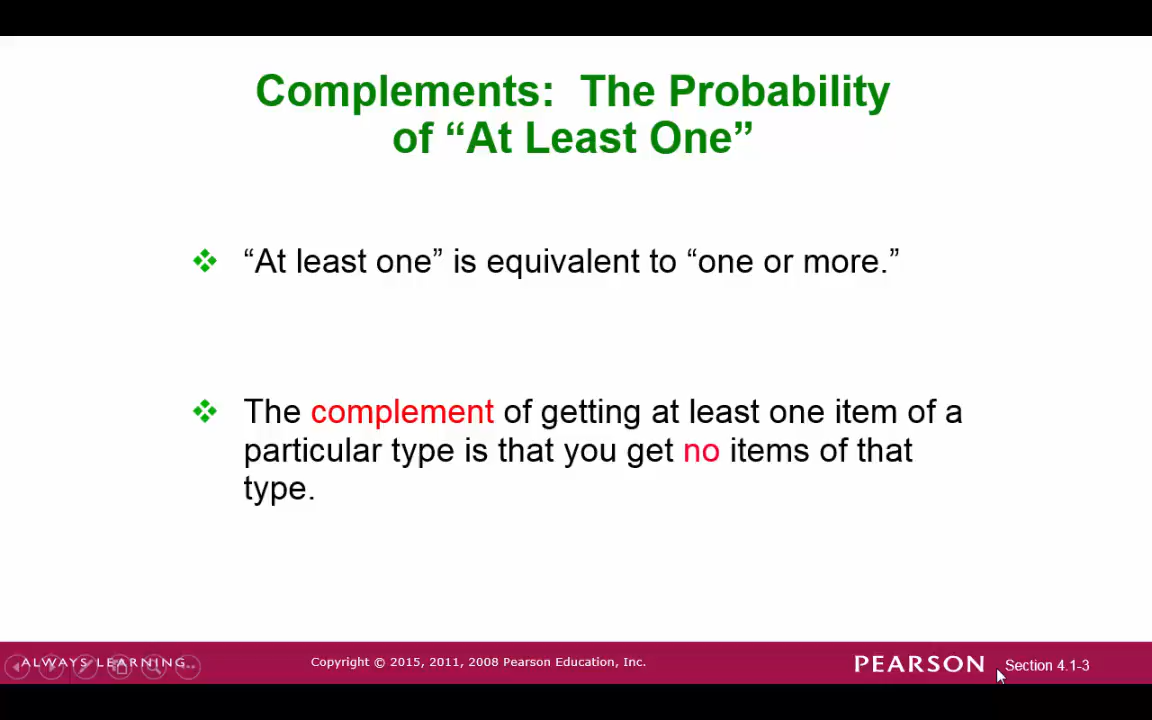 Complements:  The Probability
of “At Least One”
“At least one” is equivalent to “one or more.”
The complement of getting at least one item of a
particular type is that you get no items of that
type.
ALWAYS LEARNING
Copyright © 2015, 2011, 2008 Pearson Education, Inc.
PEARSON
Section 4.1-3